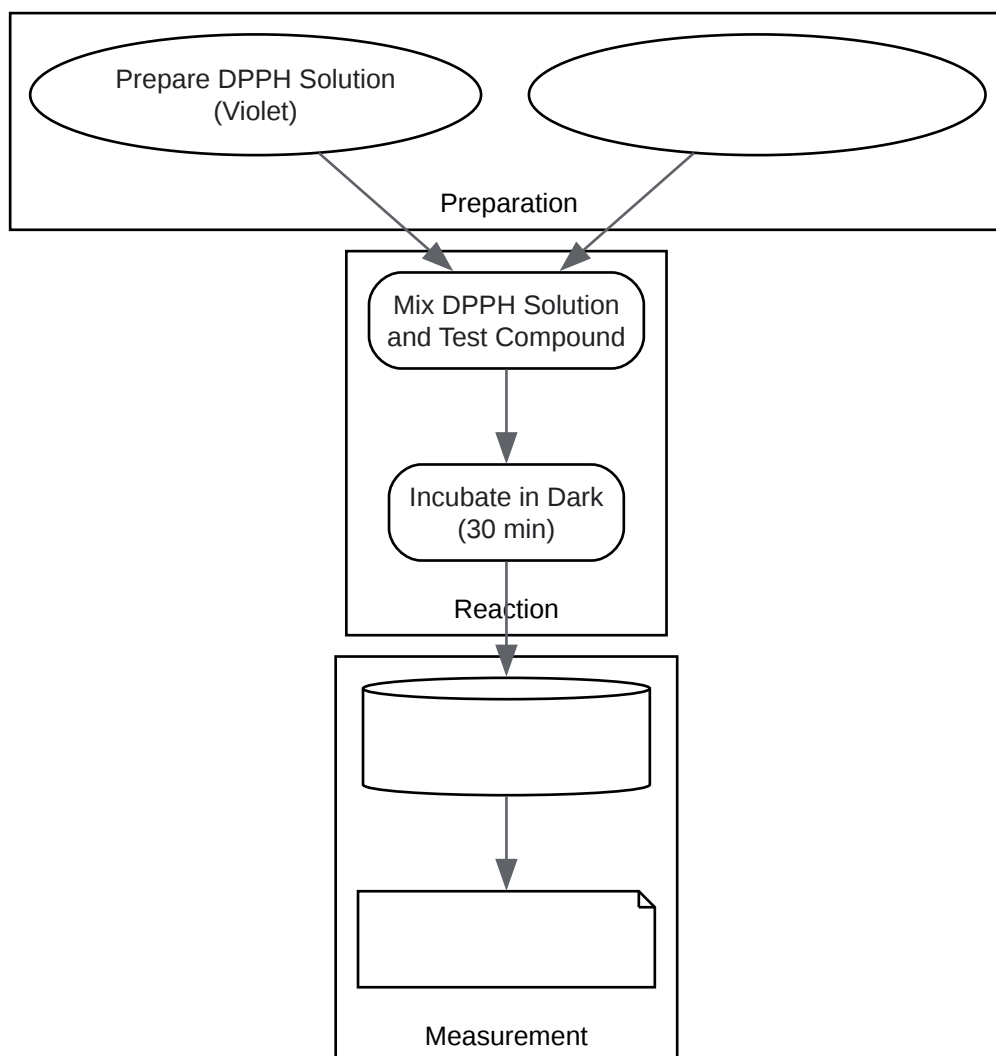 Prepare DPPH Solution
(Violet)
Preparation
Mix DPPH Solution
and Test Compound
Incubate in Dark
(30 min)
Reaction
Measurement